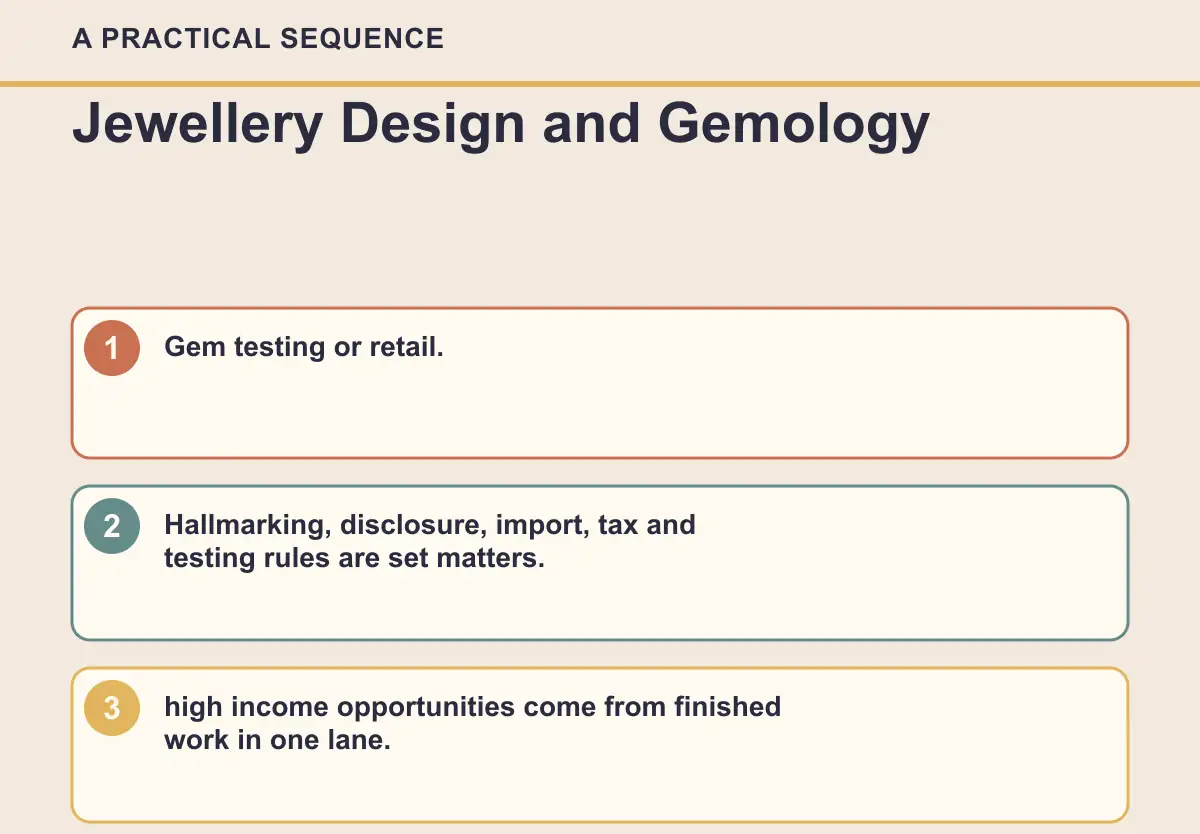 A PRACTICAL SEQUENCE
Jewellery Design and Gemology
1
Gem testing or retail.
2
Hallmarking, disclosure, import, tax and
testing rules are set matters.
3
high income opportunities come from finished
work in one lane.